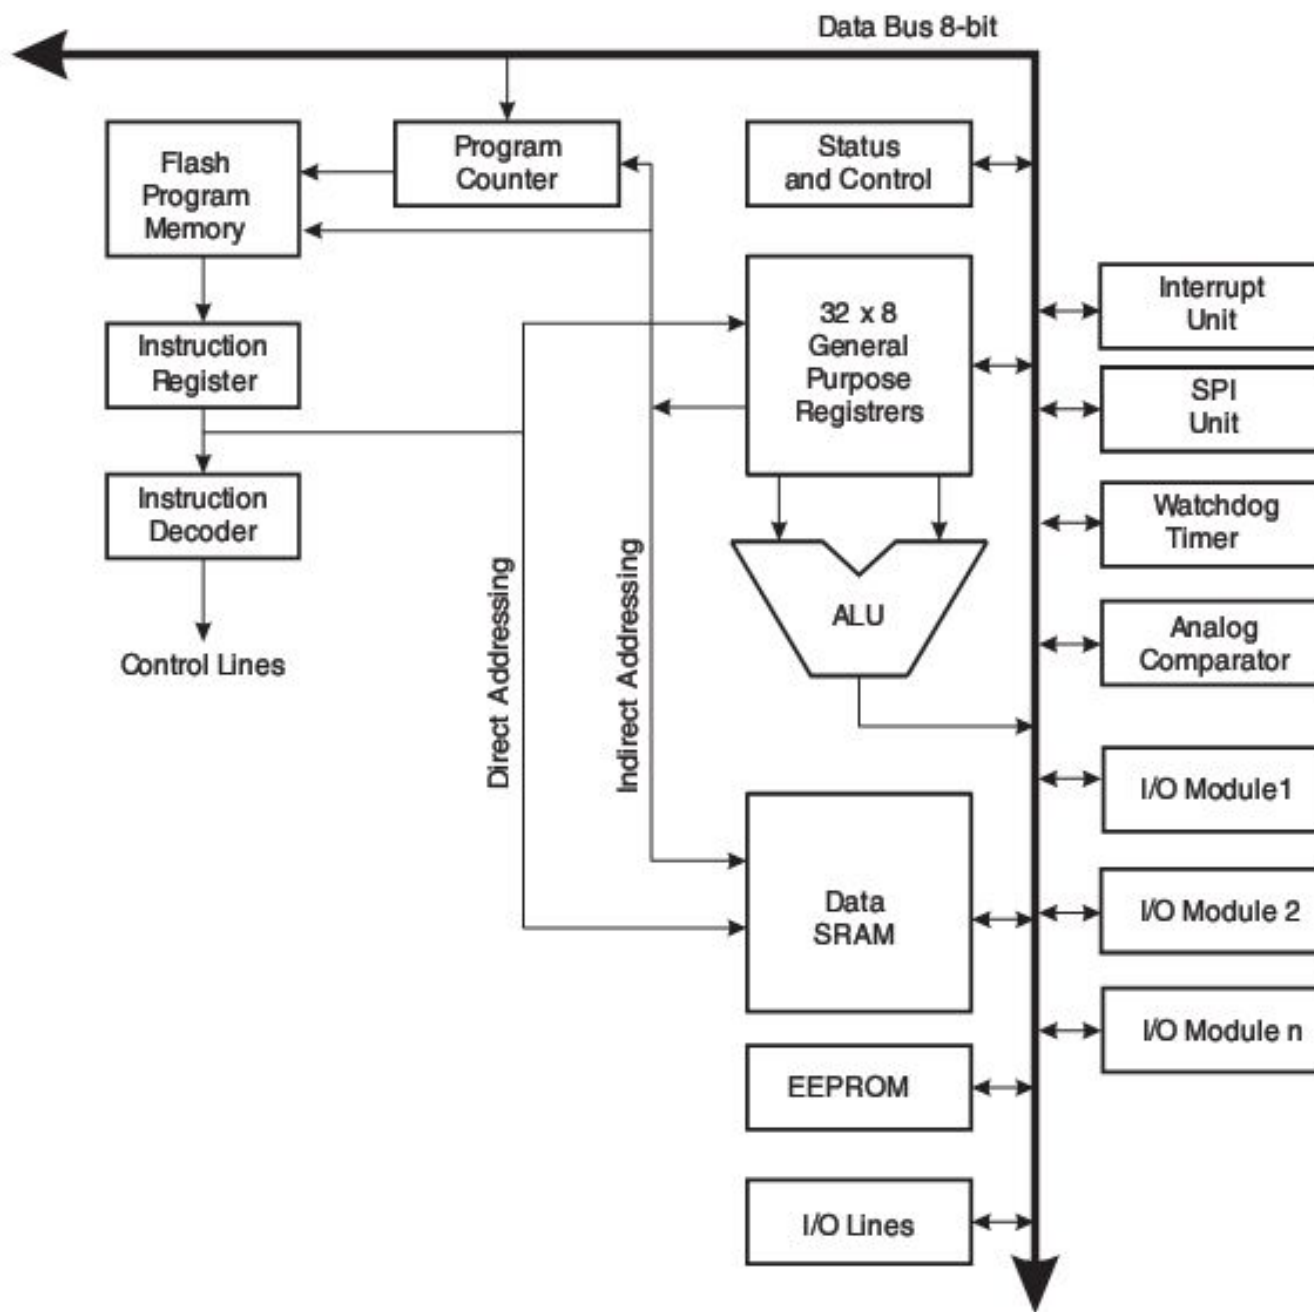 Data Bus 8-bit
Flash
Program
Memory
Program
Counter
Status
and Control
Instruction
Register
32 x 8
General
Purpose
Registrers
Interrupt
Unit
SPI
Unit
Instruction
Decoder
Watchdog
Timer
Control Lines
Direct Addressing
Indirect Addressing
ALU
Analog
Comparator
I/O Module1
Data
SRAM
I/O Module 2
I/O Module n
EEPROM
I/O Lines